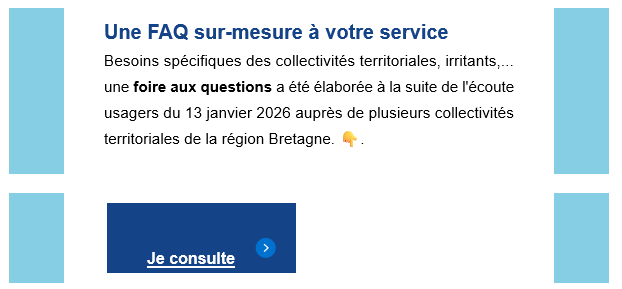 Une FAQ sur-mesure à votre service
Besoins spécifiques des collectivités territoriales, irritants,...
une foire aux questions a été élaborée à la suite de l'écoute
usagers du 13 janvier 2026 auprès de plusieurs collectivités
territoriales de la région Bretagne. 👇 .
Je consulte